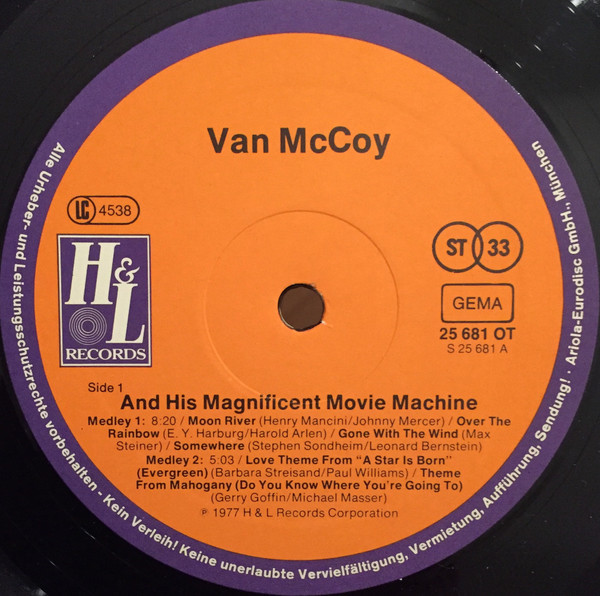 Van McCoy
LC 4538
ST 33
GEMA
25 681 OT
S 25 681 A
H&L
RECORDS
Side 1
And His Magnificent Movie Machine
Medley 1: 8:20 / Moon River (Henry Mancini/Johnny Mercer) / Over The
Rainbow (E. Y. Harburg/Harold Arlen) / Gone With The Wind (Max
Steiner) / Somewhere (Stephen Sondheim/Leonard Bernstein)
Medley 2: 5:03 / Love Theme From "A Star Is Born"
(Evergreen) (Barbara Streisand/Paul Williams) / Theme
From Mahogany (Do You Know Where You're Going To)
(Gerry Goffin/Michael Masser)
℗ 1977 H & L Records Corporation
Alle Urheber- und Leistungsschutzrechte vorbehalten · Kein Verleih! Keine unerlaubte Vervielfältigung, Vermietung, Aufführung, Sendung! · Ariola-Eurodisc GmbH., München